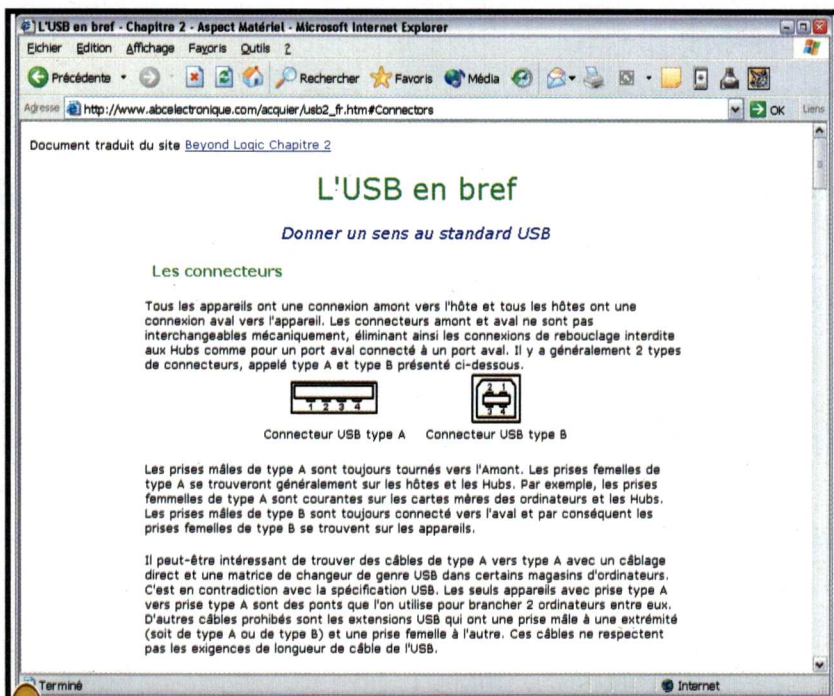 L'USB en bref - Chapitre 2 - Aspect Matériel - Microsoft Internet Explorer
Fichier Edition Affichage Favoris Outils ?
Précédente Rechercher Favoris Média
Adresse http://www.abcelectronique.com/acquier/usb2_fr.htm#Connectors OK Liens
Document traduit du site Beyond Logic Chapitre 2
L'USB en bref
Donner un sens au standard USB
Les connecteurs
Tous les appareils ont une connexion amont vers l'hôte et tous les hôtes ont une
connexion aval vers l'appareil. Les connecteurs amont et aval ne sont pas
interchangeables mécaniquement, éliminant ainsi les connexions de rebouclage interdite
aux Hubs comme pour un port aval connecté à un port aval. Il y a généralement 2 types
de connecteurs, appelé type A et type B présenté ci-dessous.
1 2 3 4
2 1
3 4
Connecteur USB type A Connecteur USB type B
Les prises mâles de type A sont toujours tournés vers l'Amont. Les prises femelles de
type A se trouveront généralement sur les hôtes et les Hubs. Par exemple, les prises
femmelles de type A sont courantes sur les cartes mères des ordinateurs et les Hubs.
Les prises mâles de type B sont toujours connecté vers l'aval et par conséquent les
prises femelles de type B se trouvent sur les appareils.
Il peut-être intéressant de trouver des câbles de type A vers type A avec un câblage
direct et une matrice de changeur de genre USB dans certains magasins d'ordinateurs.
C'est en contradiction avec la spécification USB. Les seuls appareils avec prise type A
vers prise type A sont des ponts que l'on utilise pour brancher 2 ordinateurs entre eux.
D'autres câbles prohibés sont les extensions USB qui ont une prise mâle à une extrémité
(soit de type A ou de type B) et une prise femelle à l'autre. Ces câbles ne respectent
pas les exigences de longueur de câble de l'USB.
Terminé Internet